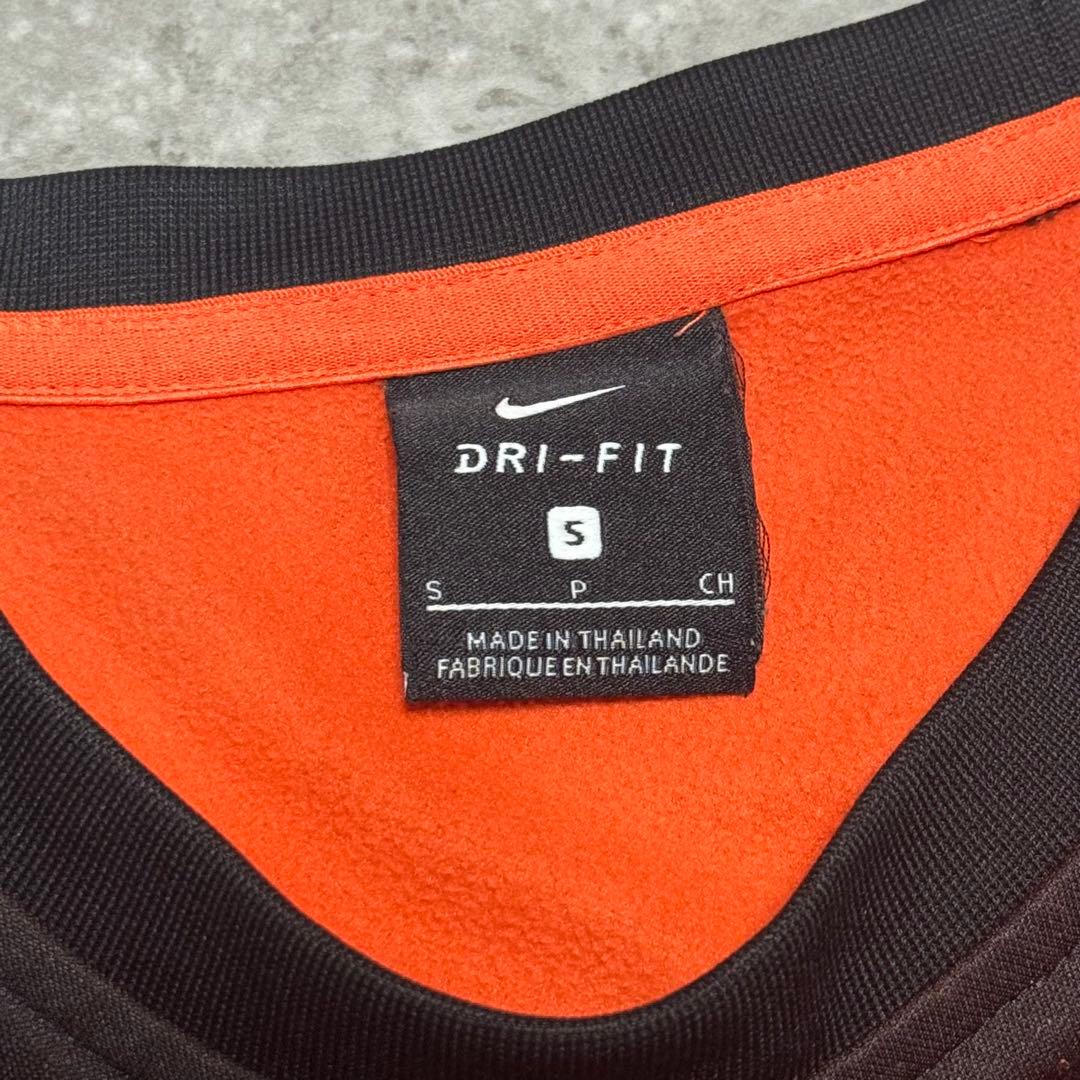 DRI-FIT
S
S P CH
MADE IN THAILAND
FABRIQUE EN THAILANDE